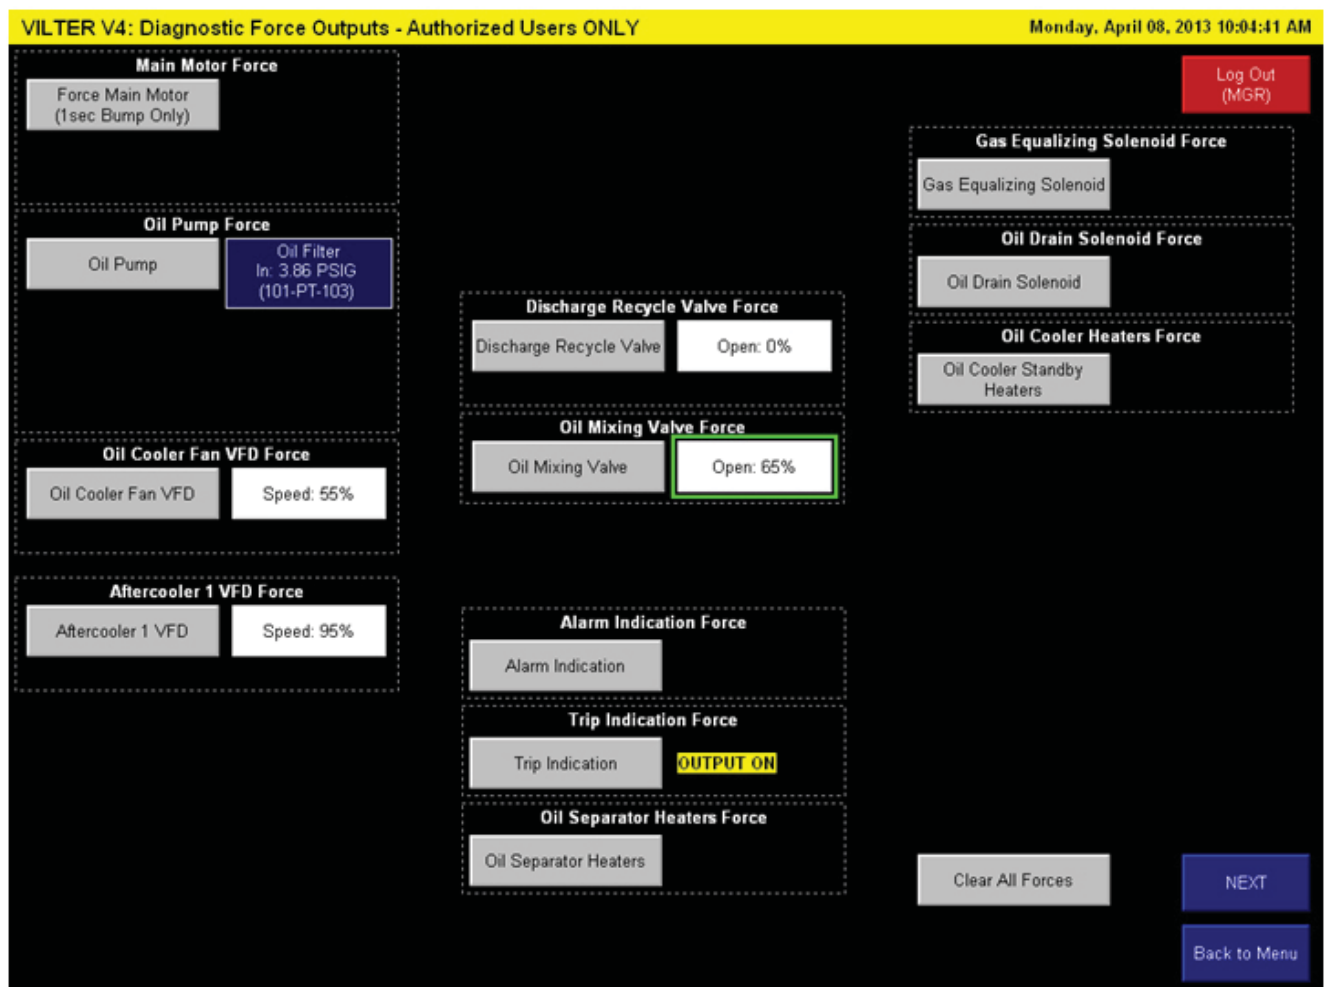 VILTER V4: Diagnostic Force Outputs - Authorized Users ONLY
Monday, April 08, 2013 10:04:41 AM
Main Motor Force
Force Main Motor
(1sec Bump Only)
Oil Pump Force
Oil Pump
Oil Filter
In: 3.86 PSIG
(101-PT-103)
Oil Cooler Fan VFD Force
Oil Cooler Fan VFD
Speed: 55%
Aftercooler 1 VFD Force
Aftercooler 1 VFD
Speed: 95%
Discharge Recycle Valve Force
Discharge Recycle Valve
Open: 0%
Oil Mixing Valve Force
Oil Mixing Valve
Open: 65%
Alarm Indication Force
Alarm Indication
Trip Indication Force
Trip Indication
OUTPUT ON
Oil Separator Heaters Force
Oil Separator Heaters
Log Out
(MGR)
Gas Equalizing Solenoid Force
Gas Equalizing Solenoid
Oil Drain Solenoid Force
Oil Drain Solenoid
Oil Cooler Heaters Force
Oil Cooler Standby
Heaters
Clear All Forces
NEXT
Back to Menu